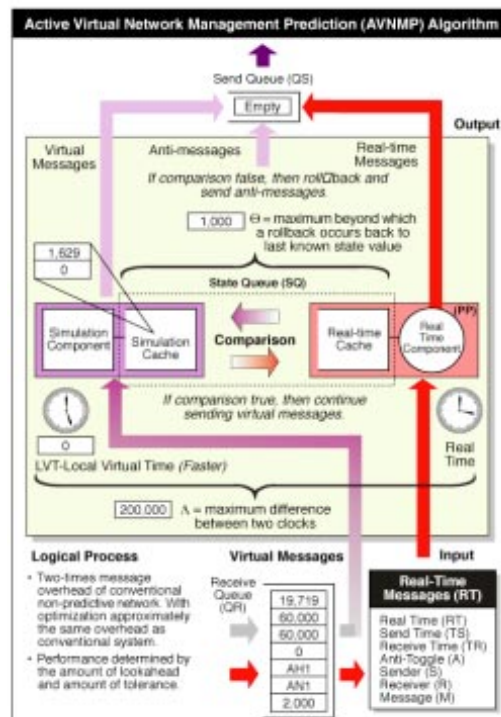 Active Virtual Network Management Prediction (AVNMP) Algorithm
Send Queue (QS)
Empty
Output
Virtual
Messages
Anti-messages
Real-time
Messages
If comparison false, then roll□back and
send anti-messages.
1,000
Θ = maximum beyond which
a rollback occurs back to
last known state value
1,629
0
State Queue (SQ)
(PP)
Simulation
Component
Simulation
Cache
Comparison
Real-time
Cache
Real
Time
Component
If comparison true, then continue
sending virtual messages.
0
LVT-Local Virtual Time (Faster)
Real
Time
200,000
Λ = maximum difference
between two clocks
Logical Process
• Two-times message
overhead of conventional
non-predictive network. With
optimization approximately
the same overhead as
conventional system.
• Performance determined by
the amount of lookahead
and amount of tolerance.
Virtual Messages
Receive
Queue (QR)
19,719
60,000
60,000
0
AH1
AN1
2,000
Input
Real-Time
Messages (RT)
Real Time (RT)
Send Time (TS)
Receive Time (TR)
Anti-Toggle (A)
Sender (S)
Receiver (R)
Message (M)